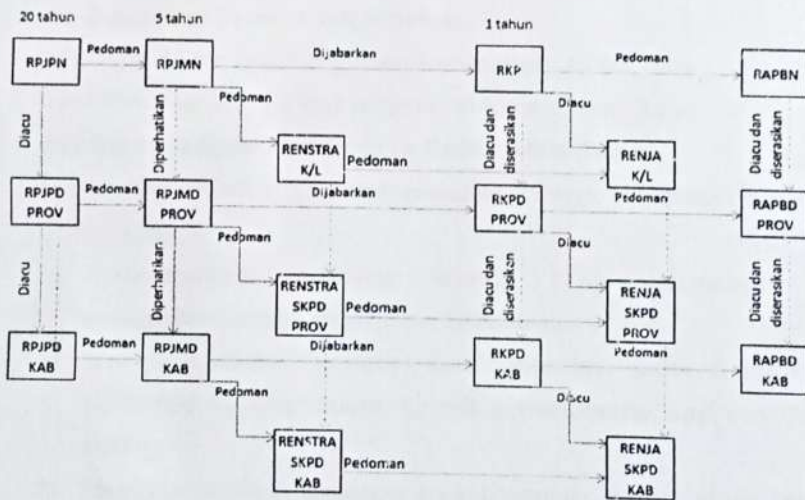 20 tahun
5 tahun
1 tahun
Pedoman
Dijabarkan
Pedoman
RPJPN
RPJMN
RKP
RAPBN
Pedoman
Diacu
Diacu
Diperhatikan
RENSTRA
K/L
Pedoman
Diacu dan
diserasikan
RENJA
K/L
Diacu dan
diserasikan
Pedoman
Dijabarkan
Pedoman
RPJPD
PROV
RPJMD
PROV
RKPD
PROV
RAPBD
PROV
Pedoman
Diacu
Diacu
Diperhatikan
RENSTRA
SKPD
PROV
Pedoman
Diacu dan
diserasikan
RENJA
SKPD
PROV
Diacu dan
diserasikan
Pedoman
Dijabarkan
Pedoman
RPJPD
KAB
RPJMD
KAB
RKPD
KAB
RAPBD
KAB
Pedoman
Diacu
RENSTRA
SKPD
KAB
Pedoman
RENJA
SKPD
KAB